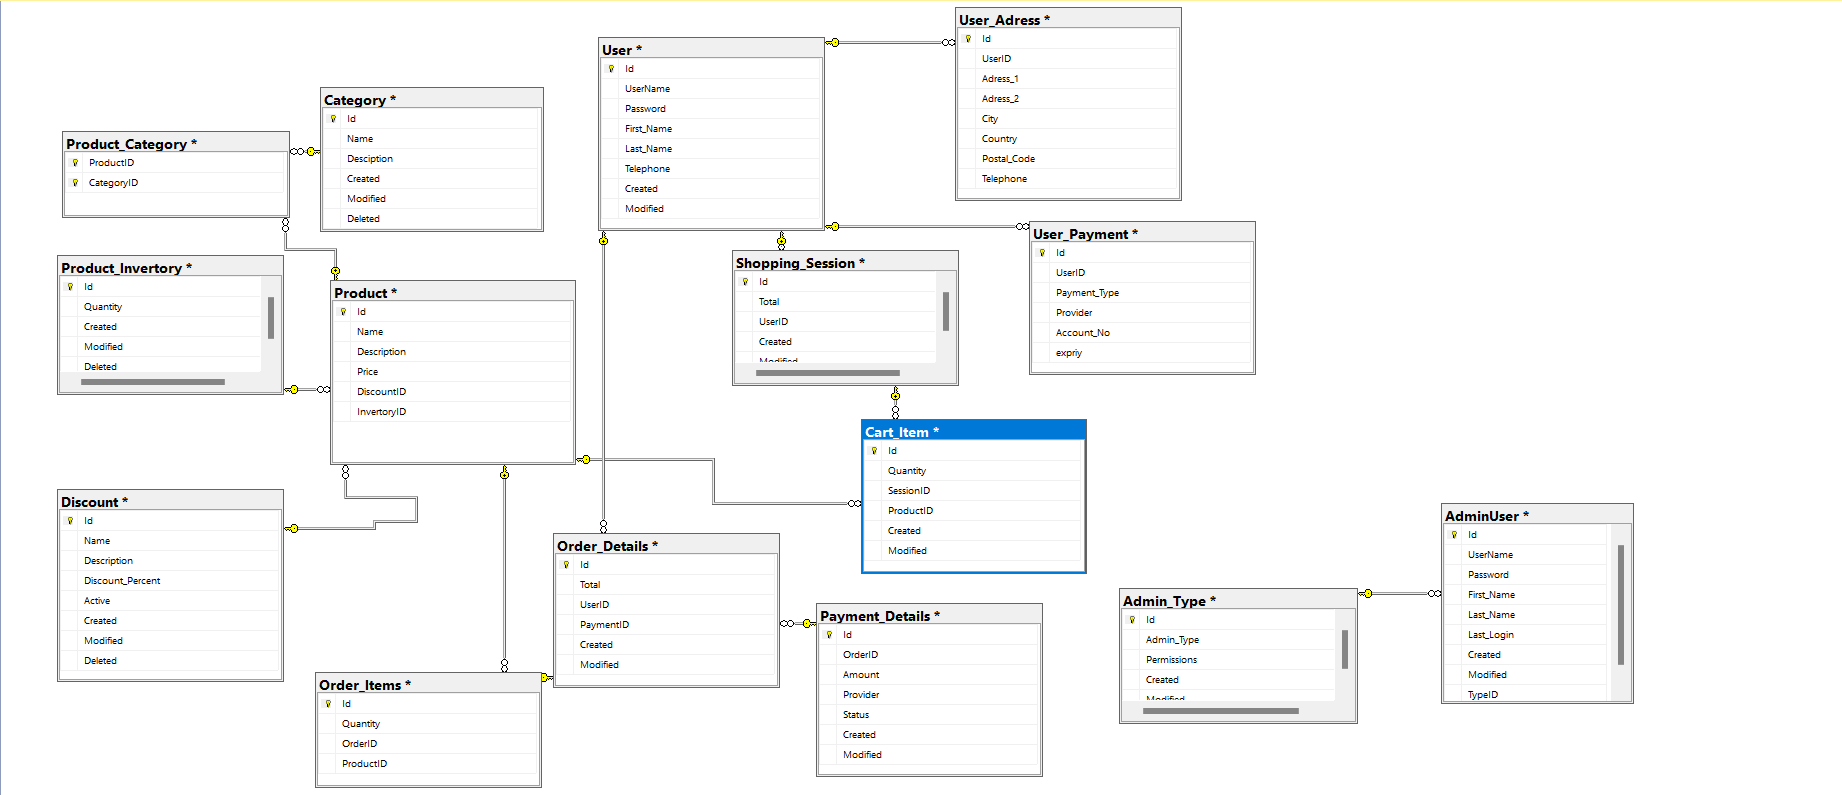 User_Adress *
Id
UserID
Adress_1
Adress_2
City
Country
Postal_Code
Telephone
User *
Id
UserName
Password
First_Name
Last_Name
Telephone
Created
Modified
Category *
Id
Name
Desciption
Created
Modified
Deleted
Product_Category *
ProductID
CategoryID
User_Payment *
Id
UserID
Payment_Type
Provider
Account_No
expriy
Shopping_Session *
Id
Total
UserID
Created
Modified
Product_Invertory *
Id
Quantity
Created
Modified
Deleted
Product *
Id
Name
Description
Price
DiscountID
InvertoryID
Cart_Item *
Id
Quantity
SessionID
ProductID
Created
Modified
Discount *
Id
Name
Description
Discount_Percent
Active
Created
Modified
Deleted
Order_Details *
Id
Total
UserID
PaymentID
Created
Modified
AdminUser *
Id
UserName
Password
First_Name
Last_Name
Last_Login
Created
Modified
TypeID
Admin_Type *
Id
Admin_Type
Permissions
Created
Modified
Payment_Details *
Id
OrderID
Amount
Provider
Status
Created
Modified
Order_Items *
Id
Quantity
OrderID
ProductID